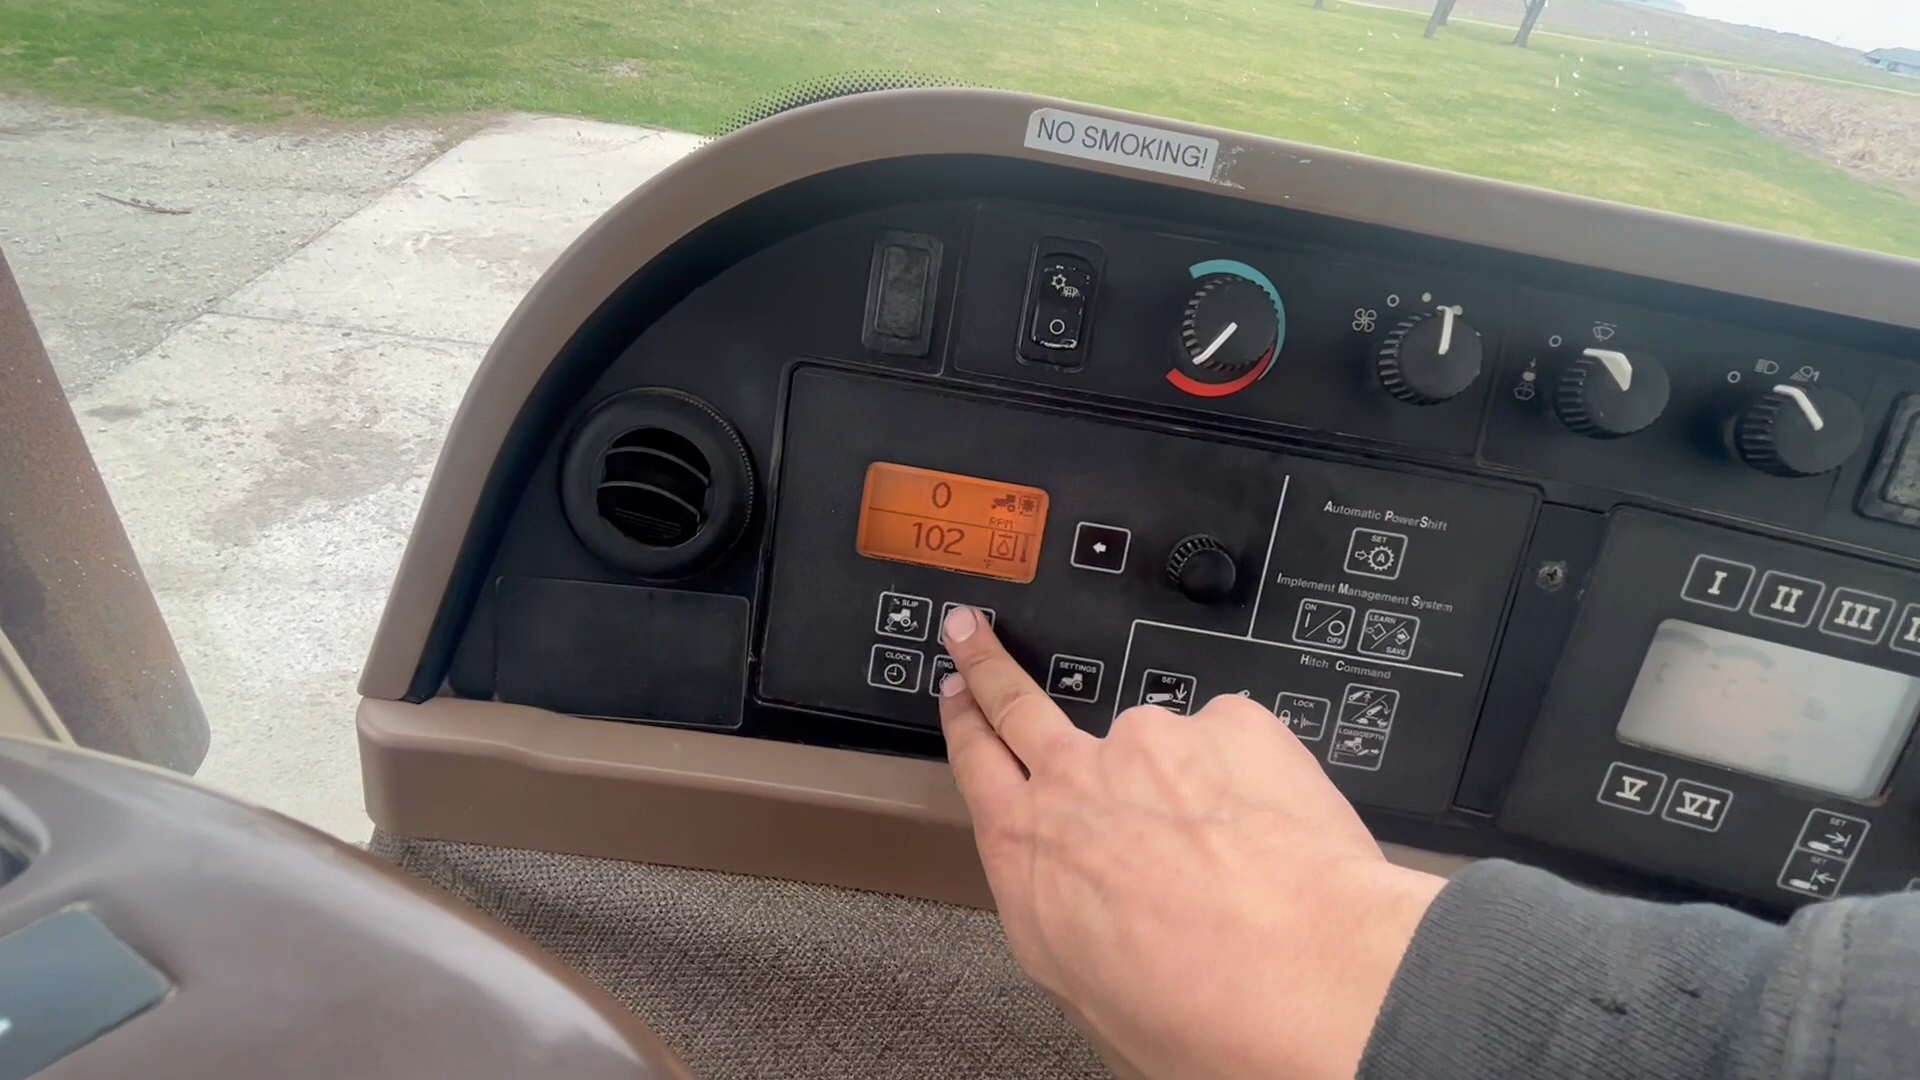 NO SMOKING!
0
RPM
102
°F
% SLIP
CLOCK
ENG
SETTINGS
Automatic PowerShift
SET
A
Implement Management System
ON
OFF
LEARN
SAVE
Hitch Command
SET
LOCK
LOAD/DEPTH
I
II
III
V
VI
SET
SET